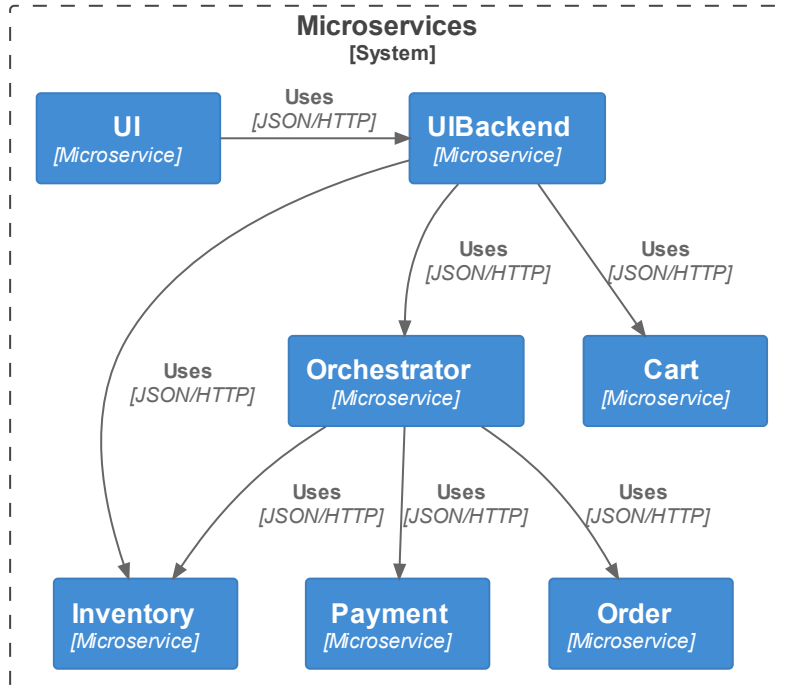 Microservices
[System]
Uses
[JSON/HTTP]
UI
[Microservice]
UIBackend
[Microservice]
Uses
[JSON/HTTP]
Uses
[JSON/HTTP]
Uses
[JSON/HTTP]
Orchestrator
[Microservice]
Cart
[Microservice]
Uses
[JSON/HTTP]
Uses
[JSON/HTTP]
Uses
[JSON/HTTP]
Inventory
[Microservice]
Payment
[Microservice]
Order
[Microservice]